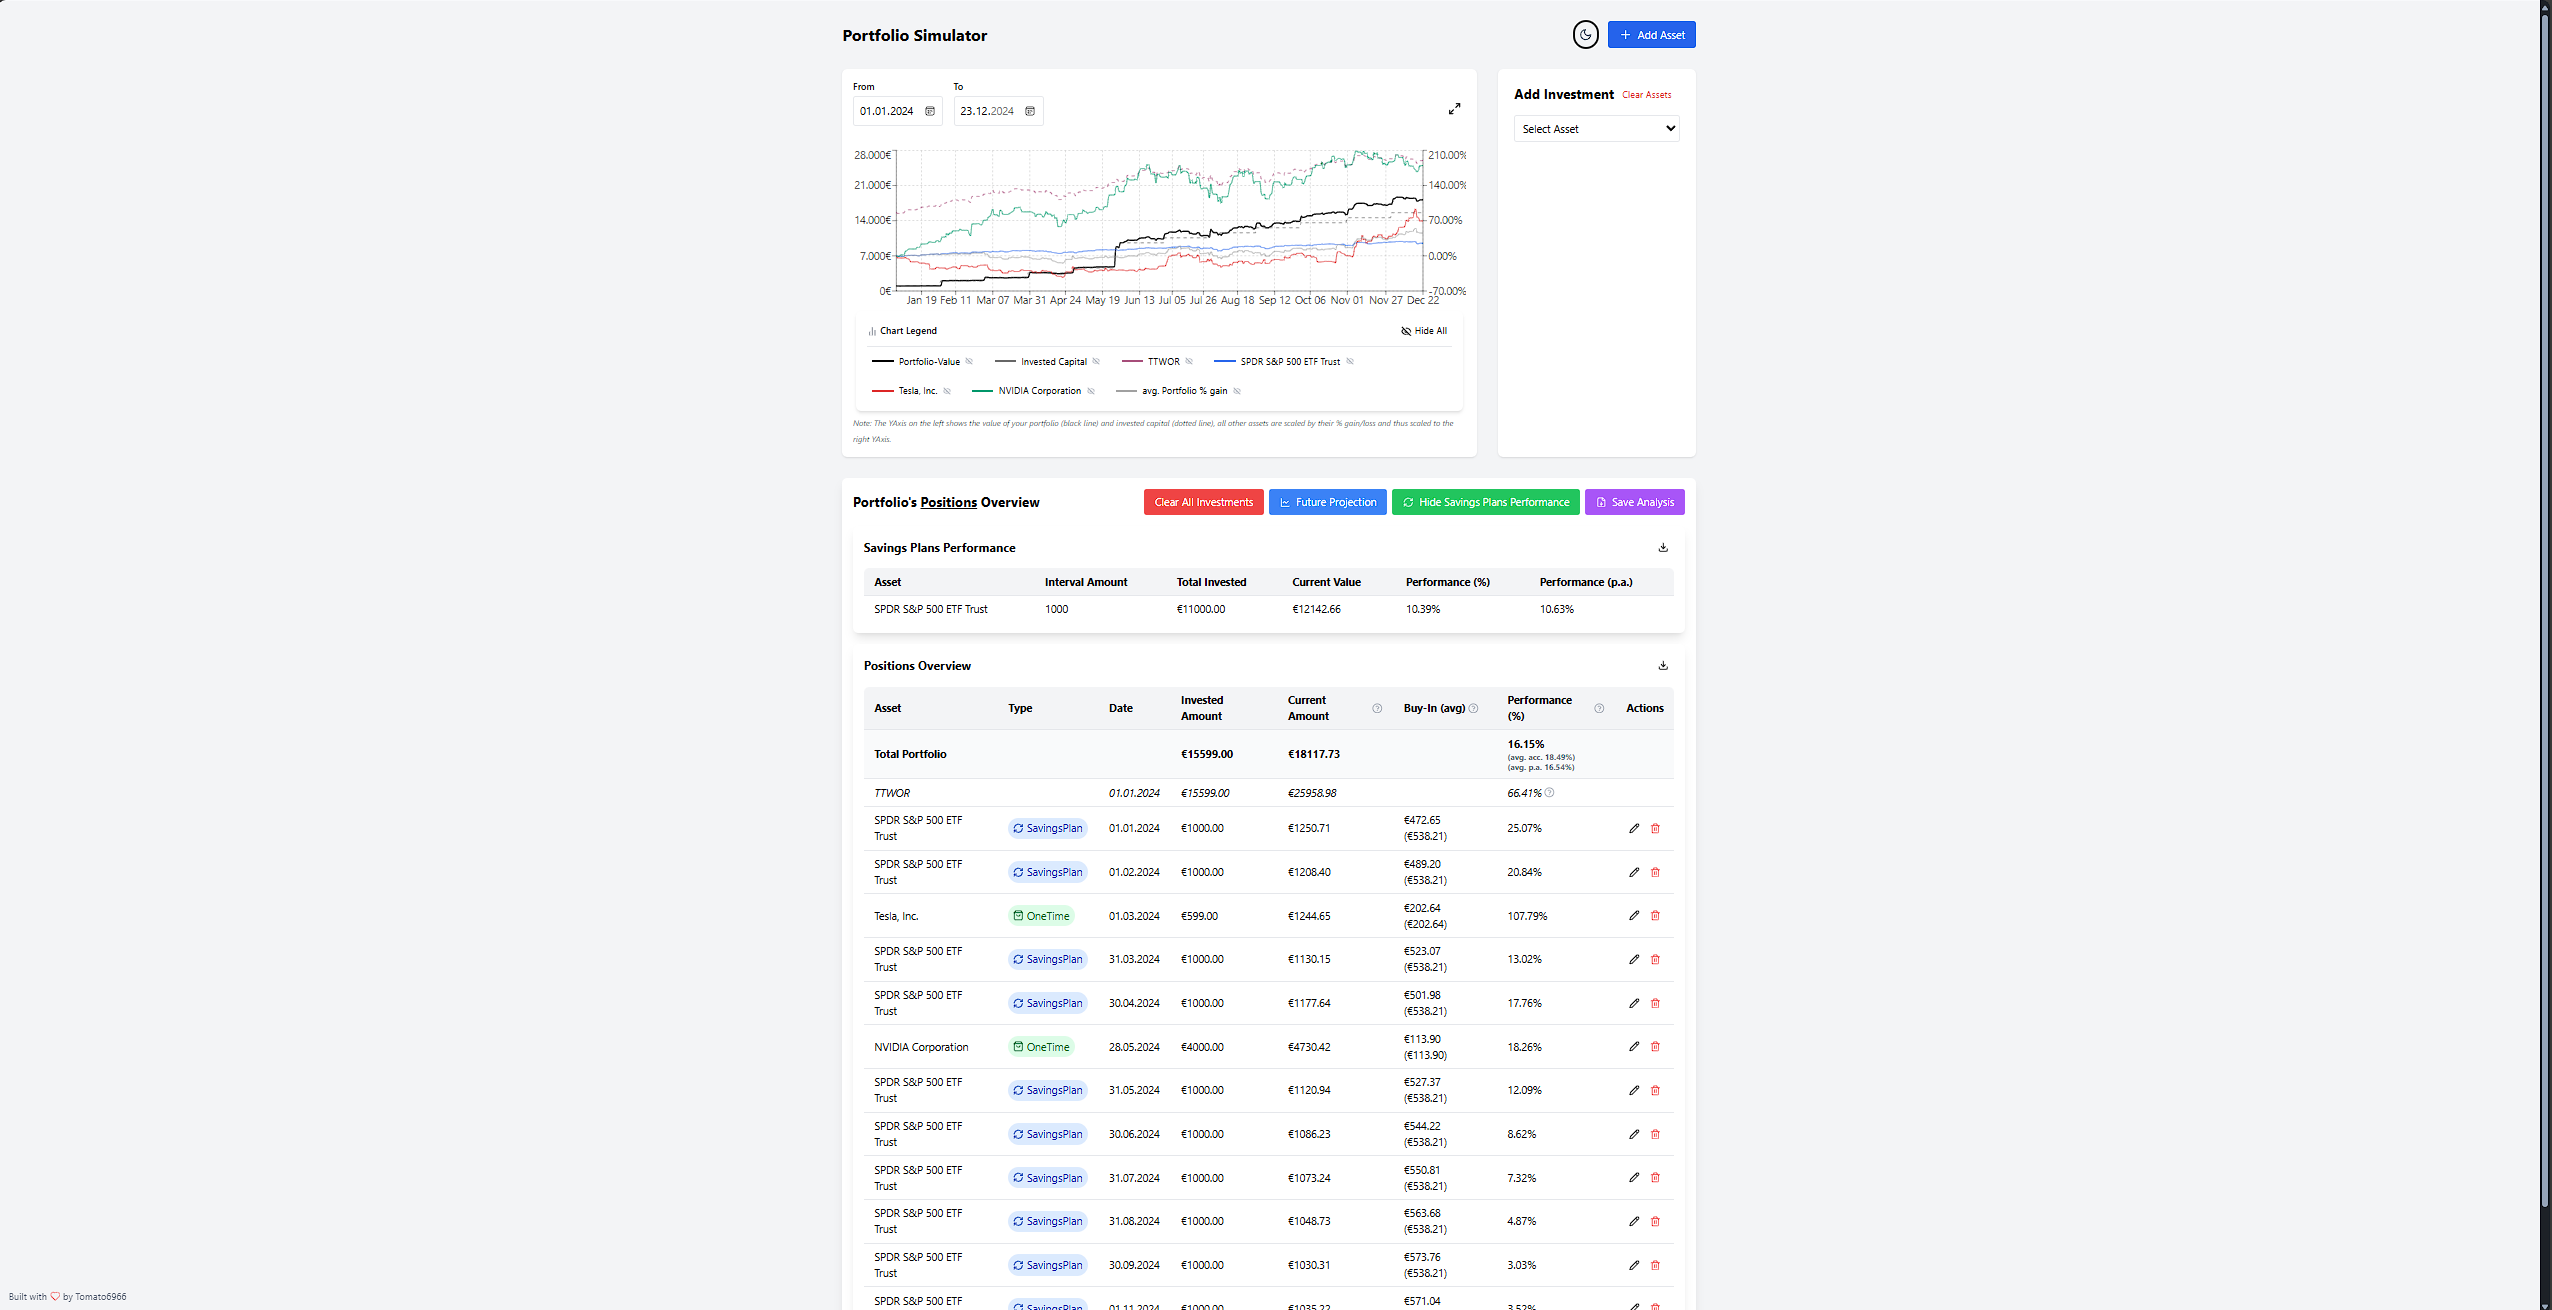 Portfolio Simulator
Add Asset
From
To
01.01.2024
23.12.2024
Add Investment Clear Assets
Select Asset
28.000€
21.000€
14.000€
7.000€
0€
210.00%
140.00%
70.00%
0.00%
-70.00%
Jan 19 Feb 11 Mar 07 Mar 31 Apr 24 May 19 Jun 13 Jul 05 Jul 26 Aug 18 Sep 12 Oct 06 Nov 01 Nov 27 Dec 22
Chart Legend
Hide All
Portfolio-Value
Invested Capital
TTWOR
SPDR S&P 500 ETF Trust
Tesla, Inc.
NVIDIA Corporation
avg. Portfolio % gain
Note: The YAxis on the left shows the value of your portfolio (black line) and invested capital (dotted line), all other assets are scaled by their % gain/loss and thus scaled to the
right YAxis.
Portfolio's Positions Overview
Clear All Investments
Future Projection
Hide Savings Plans Performance
Save Analysis
Savings Plans Performance
Asset Interval Amount Total Invested Current Value Performance (%) Performance (p.a.)
SPDR S&P 500 ETF Trust 1000 €11000.00 €12142.66 10.39% 10.63%
Positions Overview
Asset Type Date Invested Amount Current Amount Buy-In (avg) Performance (%) Actions
Total Portfolio €15599.00 €18117.73 16.15%
(avg. acc. 18.49%)
(avg. p.a. 16.54%)
TTWOR 01.01.2024 €15599.00 €25958.98 66.41%
SPDR S&P 500 ETF Trust SavingsPlan 01.01.2024 €1000.00 €1250.71 €472.65 (€538.21) 25.07%
SPDR S&P 500 ETF Trust SavingsPlan 01.02.2024 €1000.00 €1208.40 €489.20 (€538.21) 20.84%
Tesla, Inc. OneTime 01.03.2024 €599.00 €1244.65 €202.64 (€202.64) 107.79%
SPDR S&P 500 ETF Trust SavingsPlan 31.03.2024 €1000.00 €1130.15 €523.07 (€538.21) 13.02%
SPDR S&P 500 ETF Trust SavingsPlan 30.04.2024 €1000.00 €1177.64 €501.98 (€538.21) 17.76%
NVIDIA Corporation OneTime 28.05.2024 €4000.00 €4730.42 €113.90 (€113.90) 18.26%
SPDR S&P 500 ETF Trust SavingsPlan 31.05.2024 €1000.00 €1120.94 €527.37 (€538.21) 12.09%
SPDR S&P 500 ETF Trust SavingsPlan 30.06.2024 €1000.00 €1086.23 €544.22 (€538.21) 8.62%
SPDR S&P 500 ETF Trust SavingsPlan 31.07.2024 €1000.00 €1073.24 €550.81 (€538.21) 7.32%
SPDR S&P 500 ETF Trust SavingsPlan 31.08.2024 €1000.00 €1048.73 €563.68 (€538.21) 4.87%
SPDR S&P 500 ETF Trust SavingsPlan 30.09.2024 €1000.00 €1030.31 €573.76 (€538.21) 3.03%
SPDR S&P 500 ETF SavingsPlan 01.11.2024 €1000.00 €1035.22 €571.04 3.52%
Built with by Tomato6966